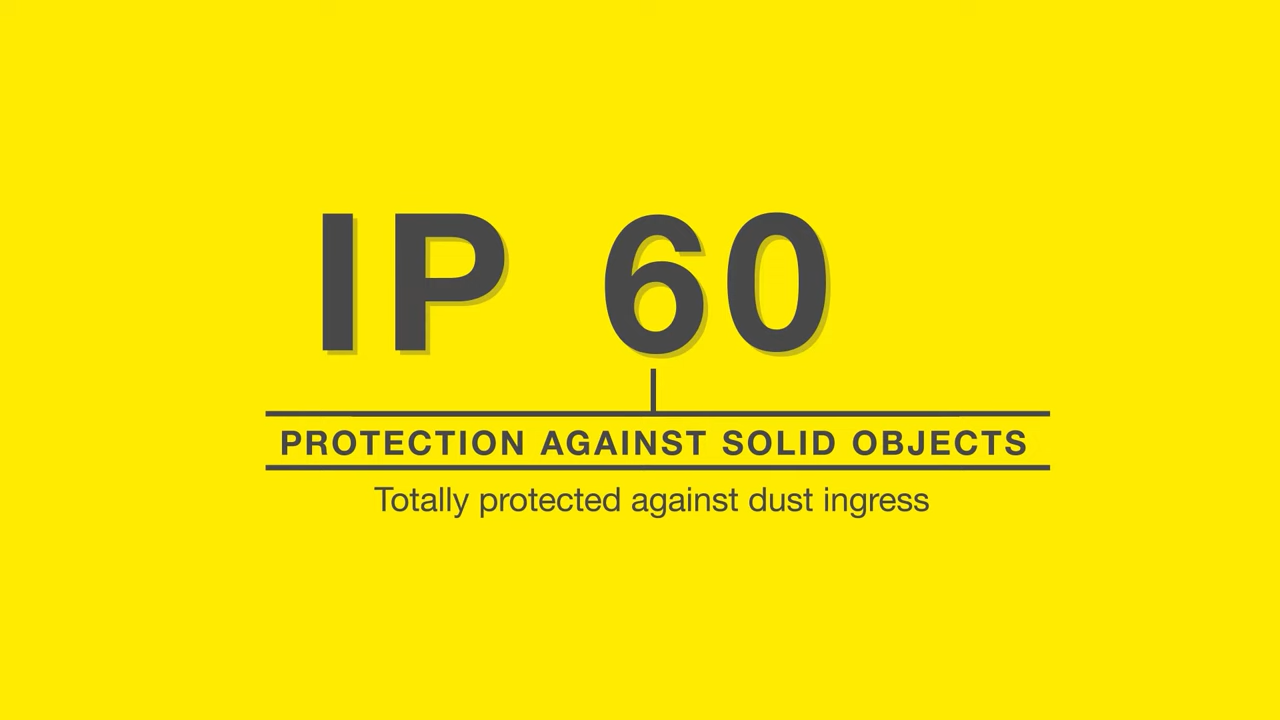 IP 60
PROTECTION AGAINST SOLID OBJECTS
Totally protected against dust ingress